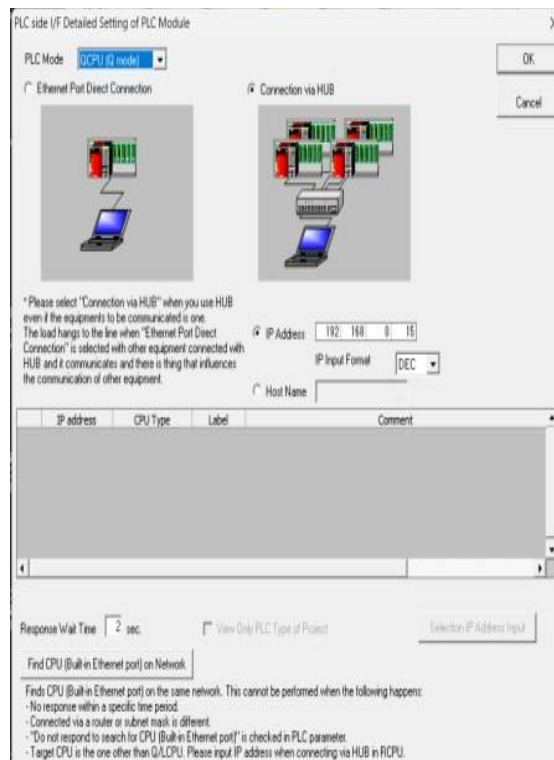 PLC side I/F Detailed Setting of PLC Module
PLC Mode QCPU (Q mode)
OK
Ethernet Port Direct Connection
Connection via HUB
Cancel
* Please select "Connection via HUB" when you use HUB
even if the equipments to be communicated is one.
The load hangs to the line when "Ethernet Port Direct
Connection" is selected with other equipment connected with
HUB and it communicates and there is thing that influences
the communication of other equipment.
IP Address 192 168 0 15
IP Input Format DEC
Host Name
IP address CPU Type Label Comment
Response Wait Time 2 sec.
View Only PLC Type of Project
Selection IP Address Input
Find CPU (Built-in Ethernet port) on Network
Finds CPU (Built-in Ethernet port) on the same network. This cannot be performed when the following happens:
- No response within a specific time period.
- Connected via a router or subnet mask is different.
- "Do not respond to search for CPU (Built-in Ethernet port)" is checked in PLC parameter.
- Target CPU is the one other than Q/LCPU. Please input IP address when connecting via HUB in RCPU.